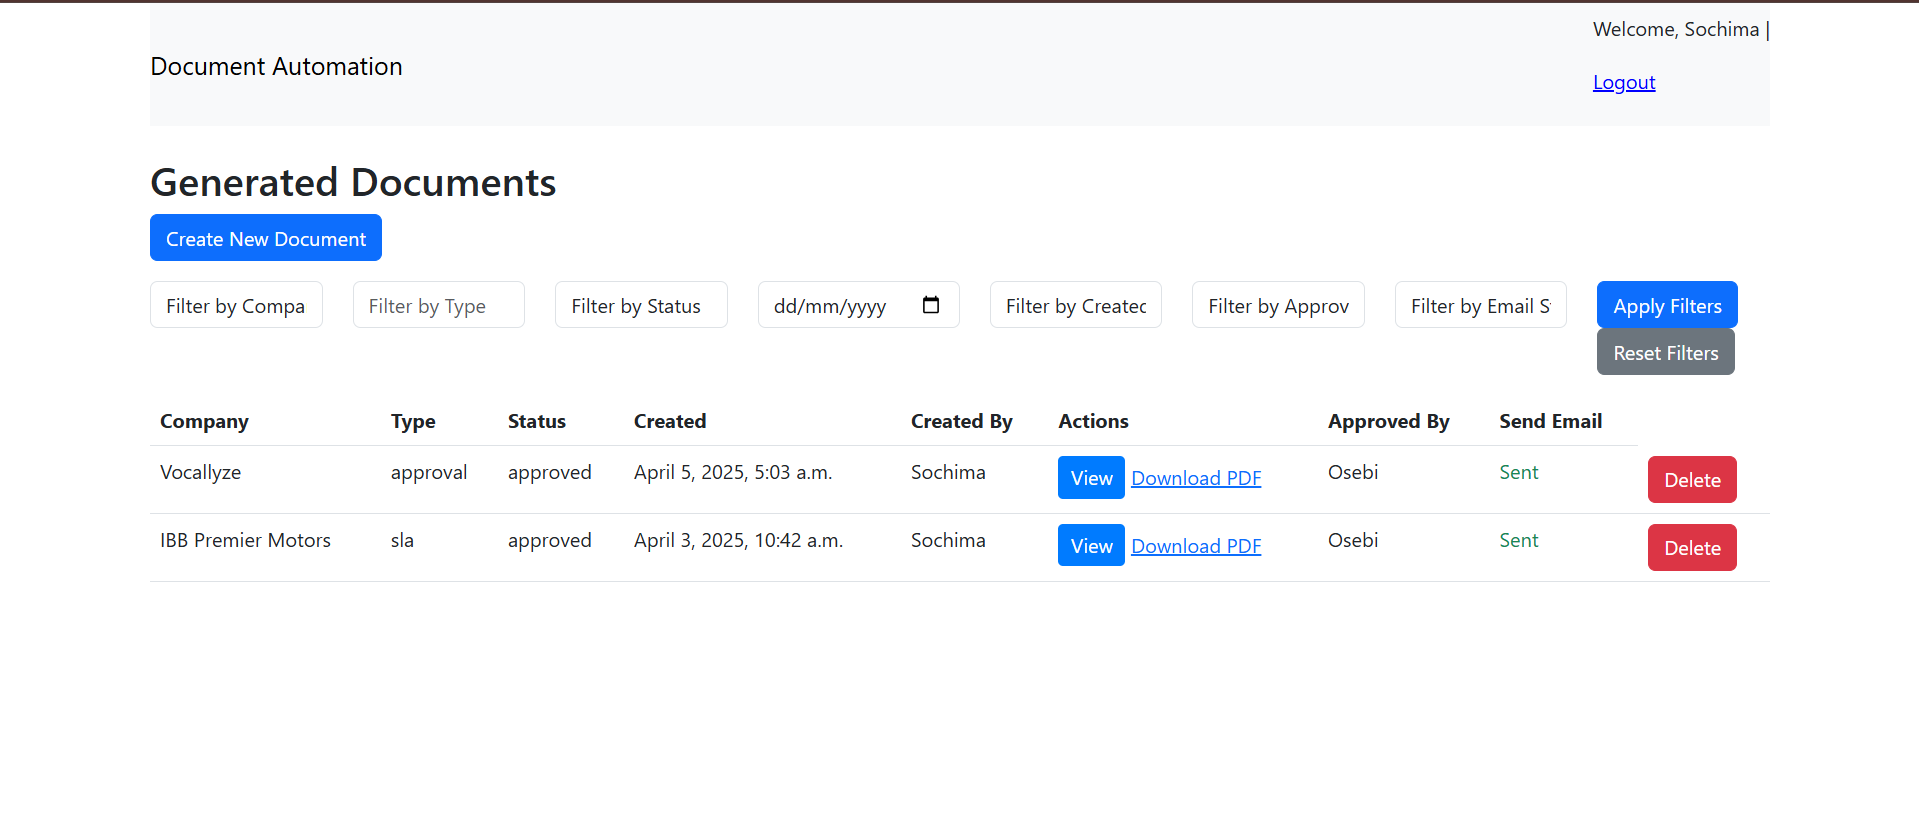 Welcome, Sochima |
Document Automation
Logout
Generated Documents
Create New Document
Filter by Compa Filter by Type Filter by Status dd/mm/yyyy Filter by Created Filter by Approv Filter by Email S Apply Filters
Reset Filters
Company Type Status Created Created By Actions Approved By Send Email
Vocallyze approval approved April 5, 2025, 5:03 a.m. Sochima View Download PDF Osebi Sent Delete
IBB Premier Motors sla approved April 3, 2025, 10:42 a.m. Sochima View Download PDF Osebi Sent Delete